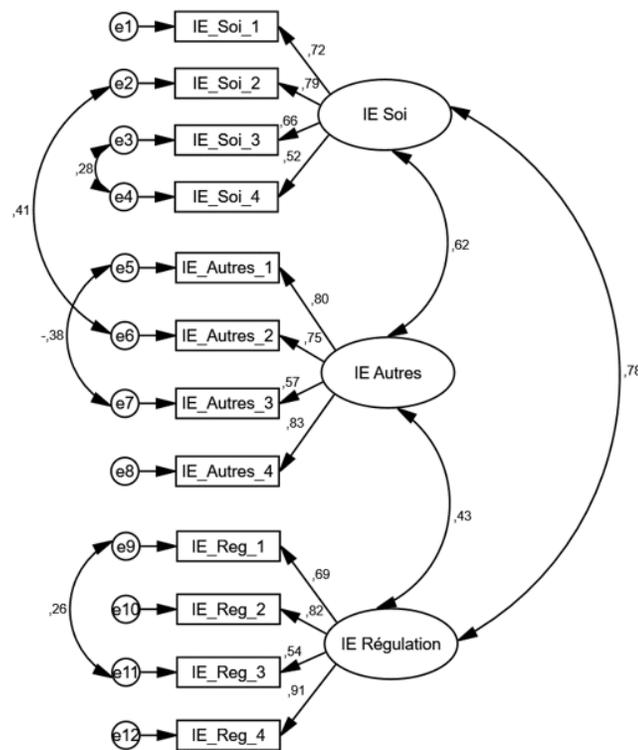 e1
IE_Soi_1
,72
e2
IE_Soi_2
,79
IE Soi
e3
IE_Soi_3
,66
,28
e4
IE_Soi_4
,52
,41
,62
e5
IE_Autres_1
,80
-,38
e6
IE_Autres_2
,75
IE Autres
,78
e7
IE_Autres_3
,57
,83
e8
IE_Autres_4
,43
e9
IE_Reg_1
,69
,26
e10
IE_Reg_2
,82
IE Régulation
e11
IE_Reg_3
,54
,91
e12
IE_Reg_4